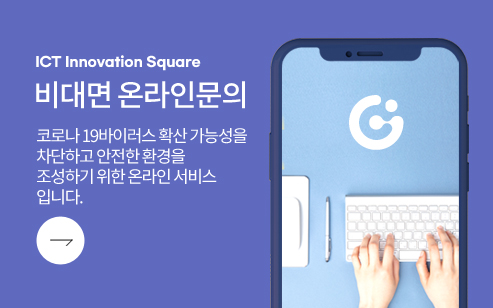 ICT Innovation Square
비대면 온라인문의
코로나 19바이러스 확산 가능성을
차단하고 안전한 환경을
조성하기 위한 온라인 서비스
입니다.